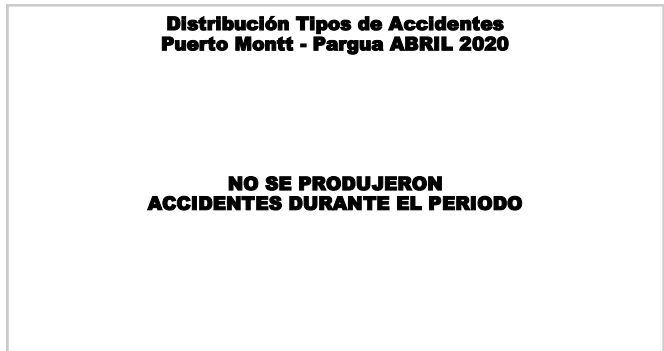 Distribución Tipos de Accidentes
Puerto Montt - Pargua ABRIL 2020
NO SE PRODUJERON
ACCIDENTES DURANTE EL PERIODO